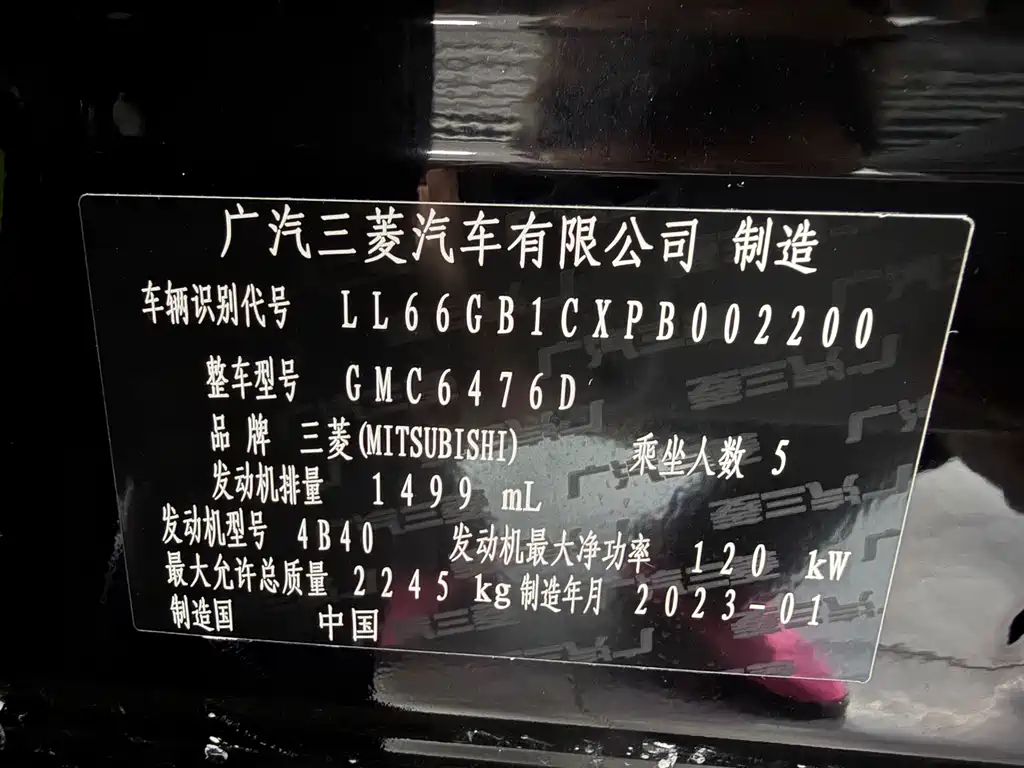 广汽三菱汽车有限公司 制造
车辆识别代号 LL66GB1CXPB002200
整车型号 GMC6476D
品牌 三菱(MITSUBISHI) 乘坐人数 5
发动机排量 1499 mL
发动机型号 4B40 发动机最大净功率 120 kW
最大允许总质量 2245 kg 制造年月 2023-01
制造国 中国